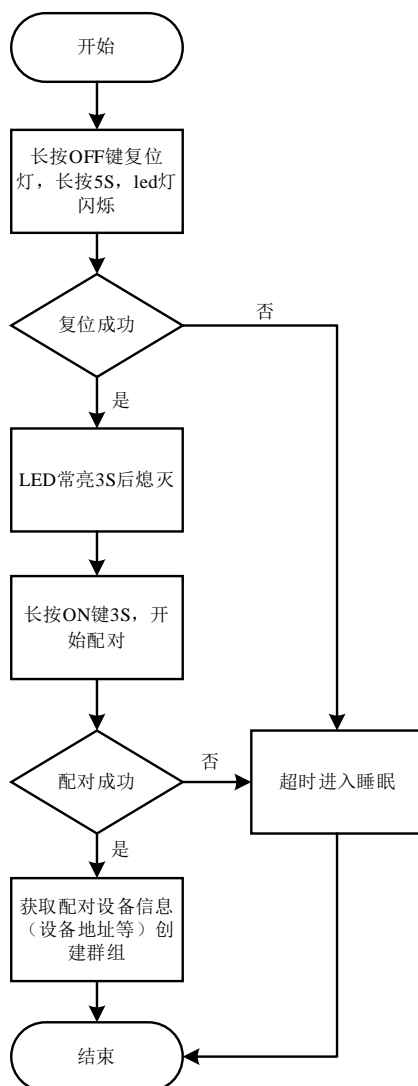 开始
长按OFF键复位
灯，长按5S，led灯
闪烁
复位成功
否
是
LED常亮3S后熄灭
长按ON键3S，开
始配对
配对成功
否
超时进入睡眠
是
获取配对设备信息
（设备地址等）创
建群组
结束